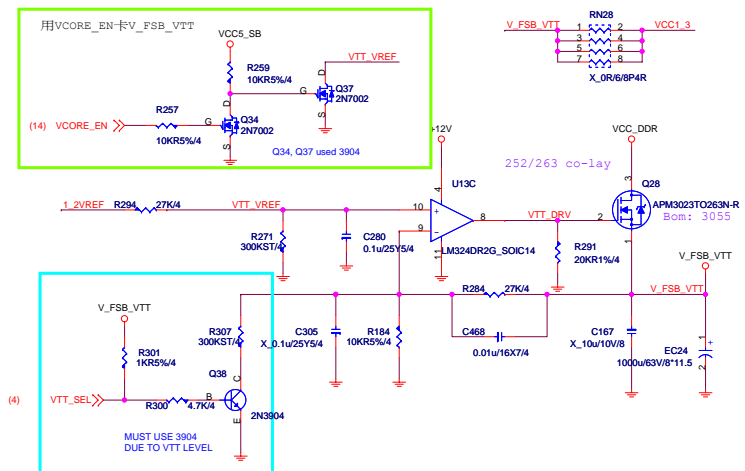 用VCORE_EN卡V_FSB_VTT
VCC5_SB
R259
10KR5%/4
VTT_VREF
D
G
S
Q37
2N7002
R257
10KR5%/4
(14) VCORE_EN
G
D
S
Q34
2N7002
Q34, Q37 used 3904
V_FSB_VTT
RN28
VCC1_3
1 2
3 4
5 6
7 8
X_0R/6/8P4R
+12V
VCC_DDR
252/263 co-lay
1_2VREF
R294
27K/4
VTT_VREF
R271
300KST/4
C280
0.1u/25Y5/4
U13C
4
10
+
9
-
8
11
LM324DR2G_SOIC14
VTT_DRV
R291
20KR1%/4
3
2
1
Q28
APM3023TO263N-R
Bom: 3055
V_FSB_VTT
V_FSB_VTT
R284
27K/4
C468
0.01u/16X7/4
C167
X_10u/10V/8
1
+
2
EC24
1000u/63V/8*11.5
R307
300KST/4
C305
X_0.1u/25Y5/4
R184
10KR5%/4
V_FSB_VTT
R301
1KR5%/4
(4) VTT_SEL
R300
4.7K/4
Q38
B
C
E
2N3904
MUST USE 3904
DUE TO VTT LEVEL